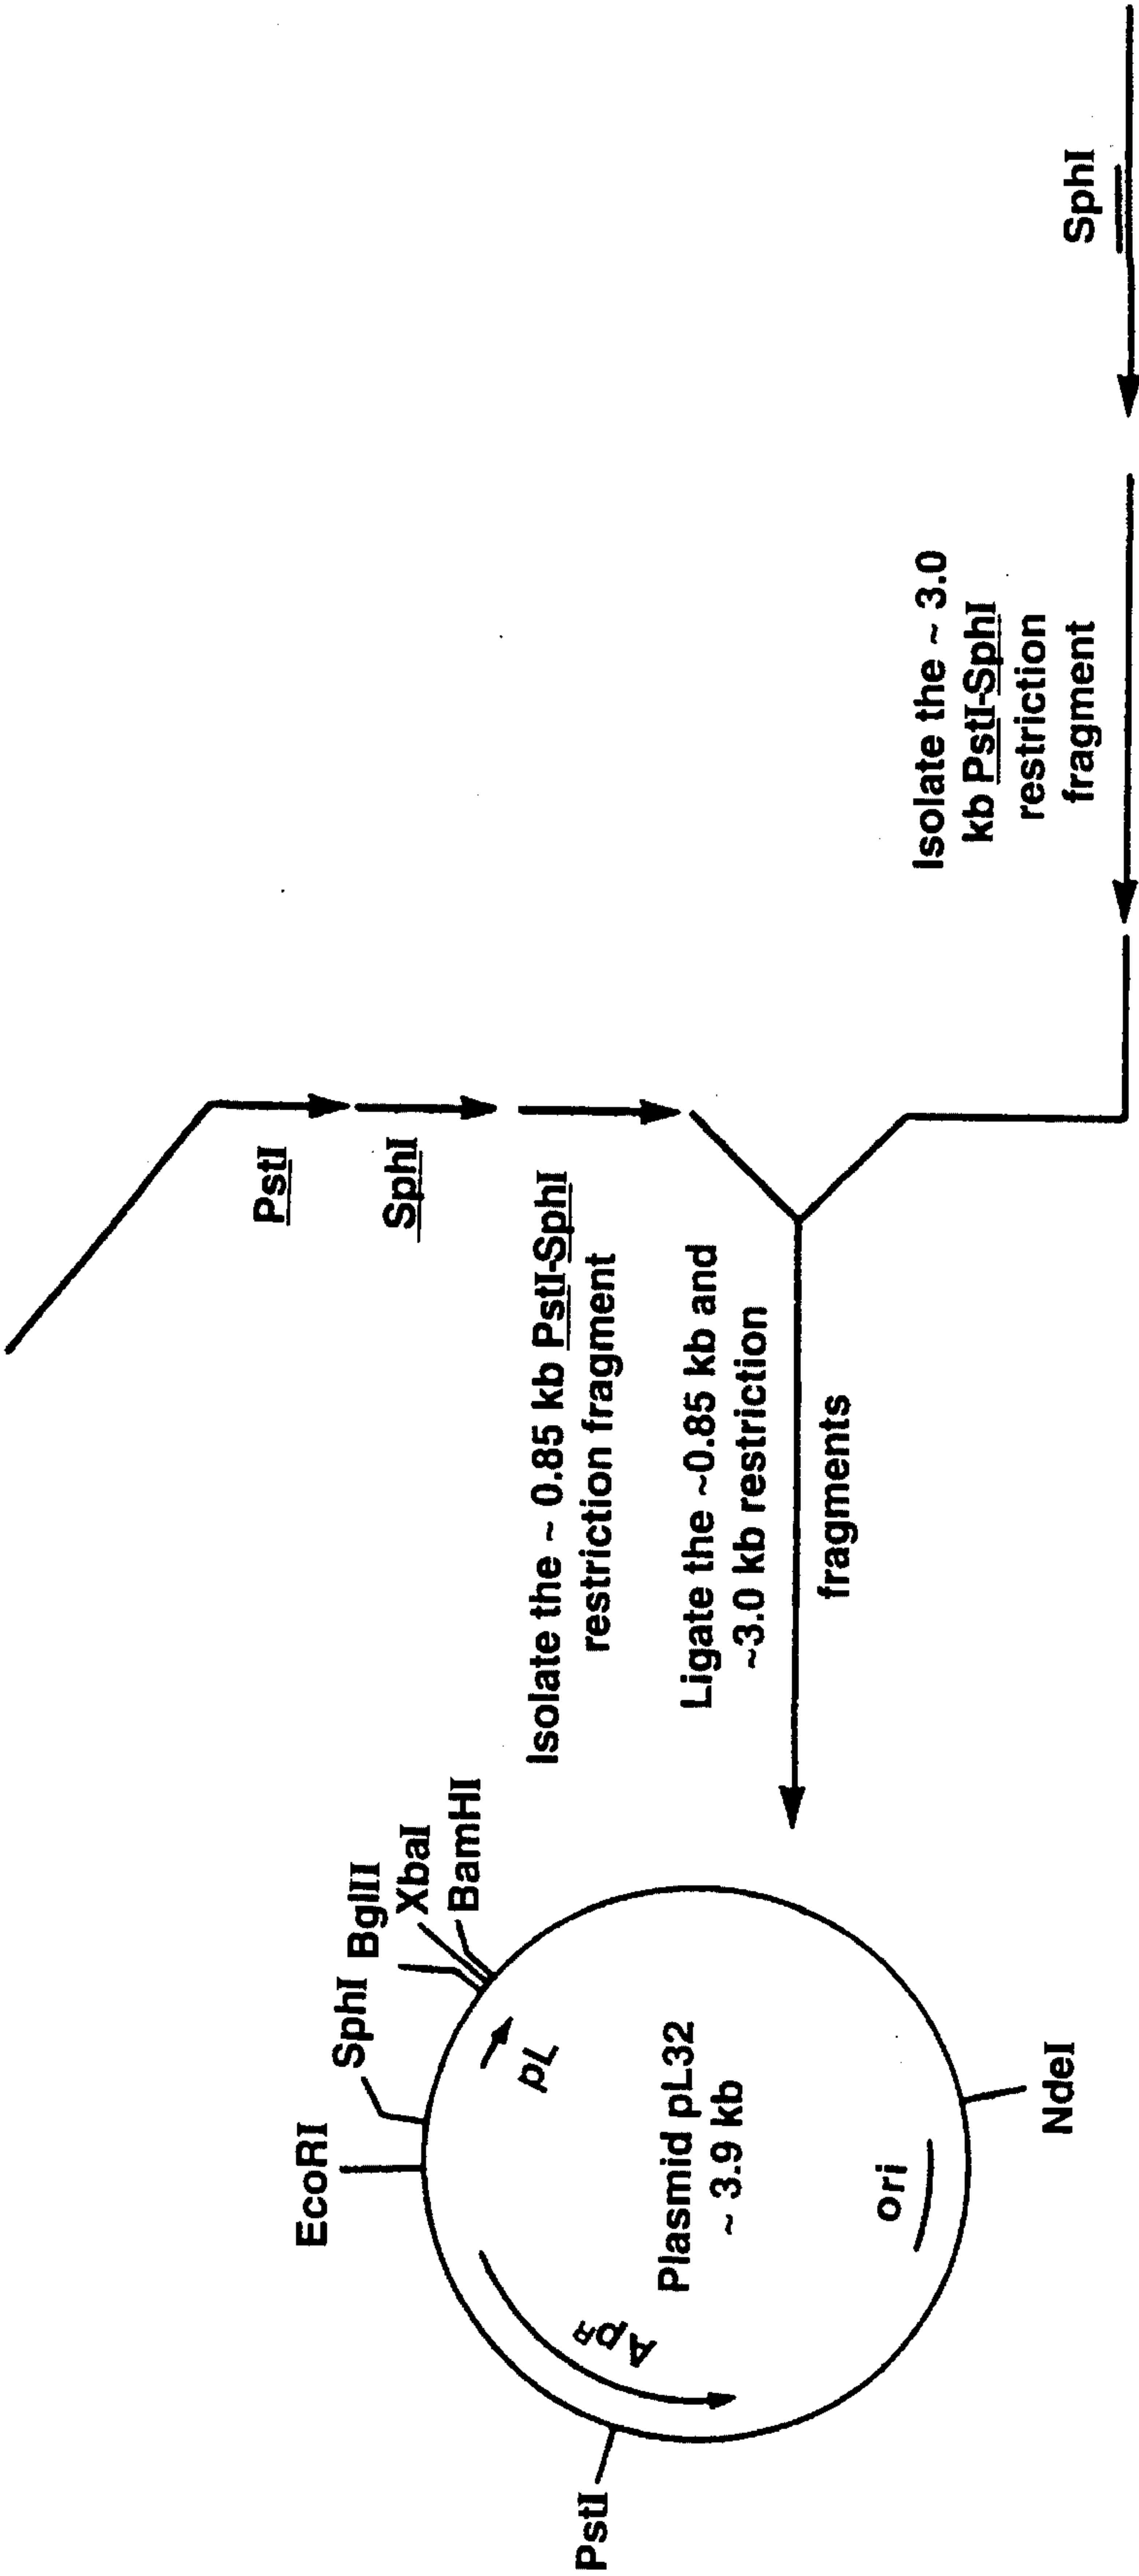 PstI
SphI
Isolate the ~ 0.85 kb PstI-SphI
restriction fragment
SphI
Isolate the ~ 3.0
kb PstI-SphI
restriction
fragment
Ligate the ~0.85 kb and
~3.0 kb restriction
fragments
EcoRI
SphI
BglII
XbaI
BamHI
pL
ApR
PstI
Plasmid pL32
~ 3.9 kb
ori
NdeI